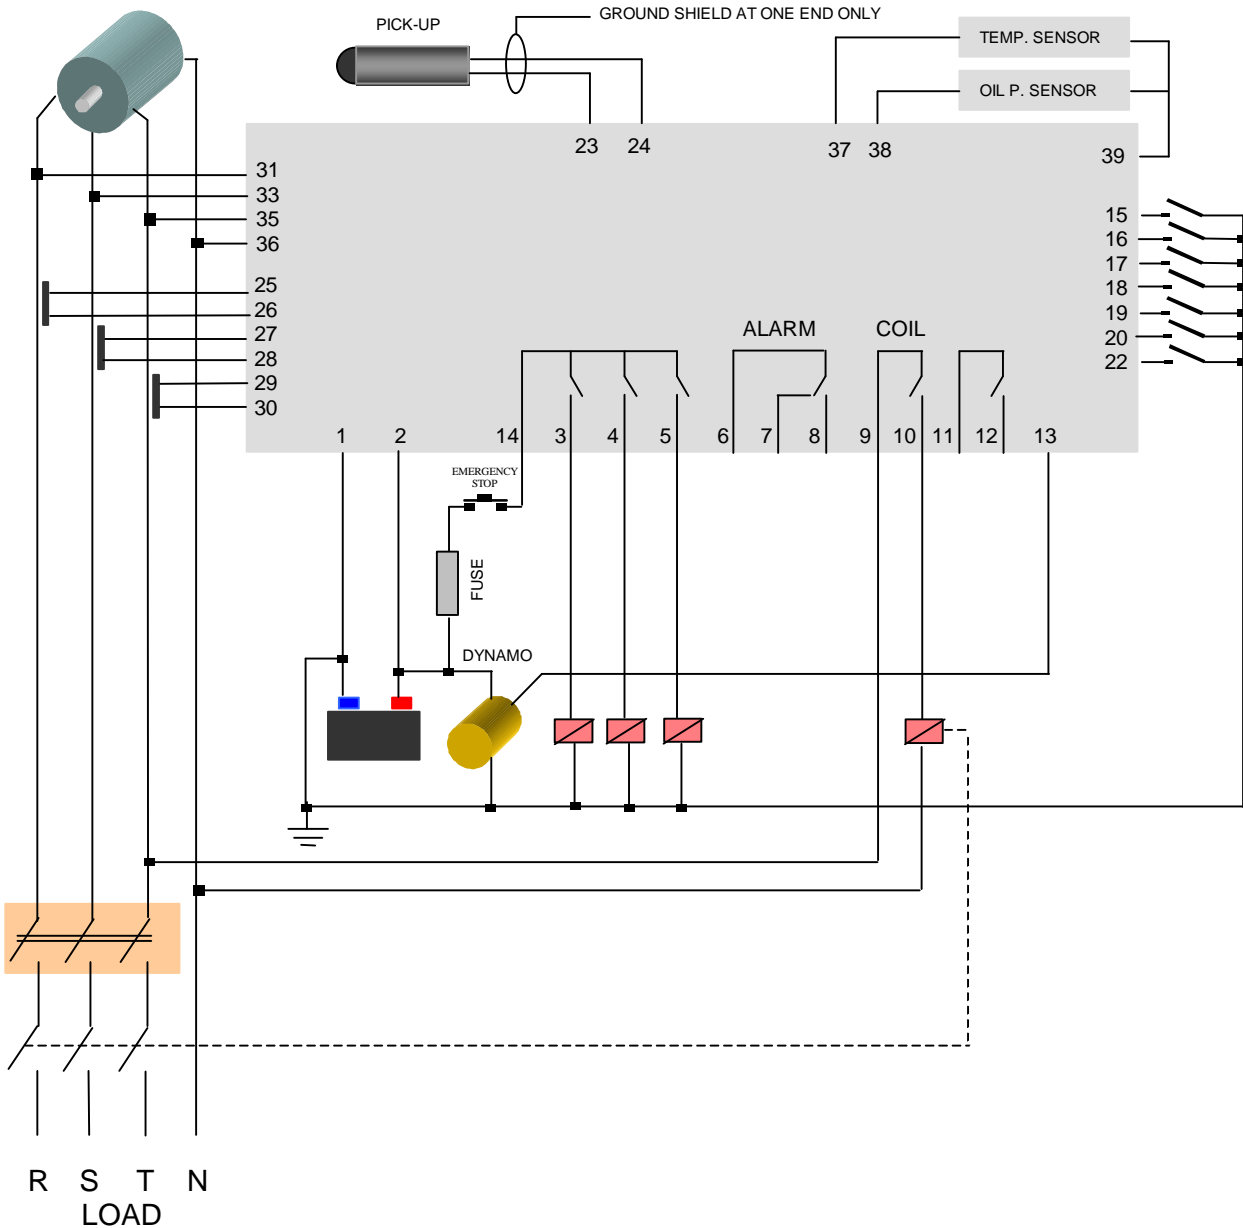 GROUND SHIELD AT ONE END ONLY
PICK-UP
TEMP. SENSOR
OIL P. SENSOR
23 24 37 38 39
31
33
35
36
25
26
27
28
29
30
15
16
17
18
19
20
22
ALARM COIL
1 2 14 3 4 5 6 7 8 9 10 11 12 13
EMERGENCY
STOP
FUSE
DYNAMO
R S T N
LOAD